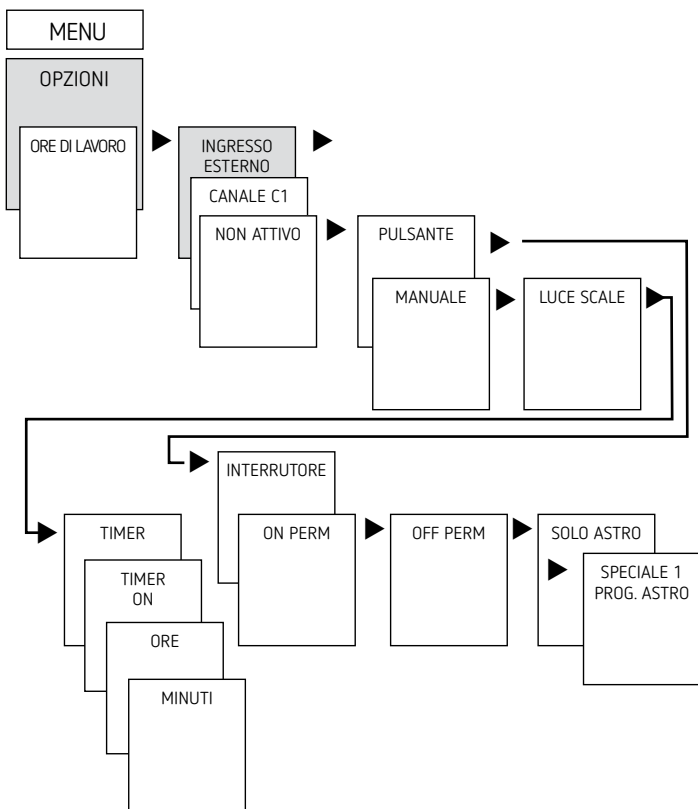 MENU
OPZIONI
ORE DI LAVORO
INGRESSO
ESTERNO
CANALE C1
NON ATTIVO
PULSANTE
MANUALE
LUCE SCALE
INTERRUTORE
ON PERM
OFF PERM
SOLO ASTRO
SPECIALE 1
PROG. ASTRO
TIMER
TIMER
ON
ORE
MINUTI